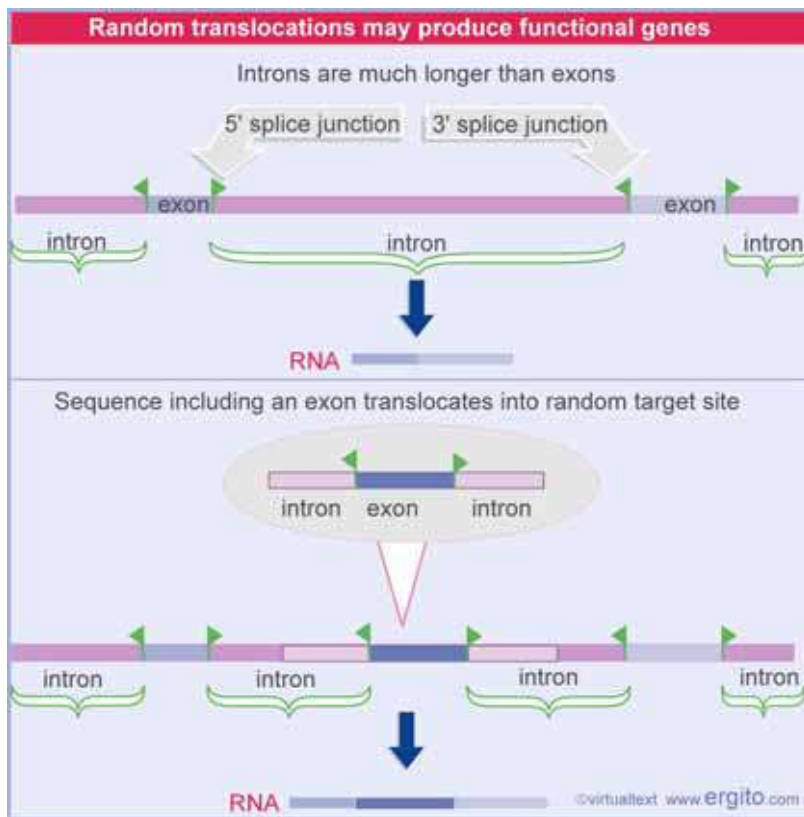 Random translocations may produce functional genes
Introns are much longer than exons
5' splice junction 3' splice junction
exon exon
intron intron intron
RNA
Sequence including an exon translocates into random target site
intron exon intron
intron intron intron intron
RNA ©virtualtext www.ergito.com